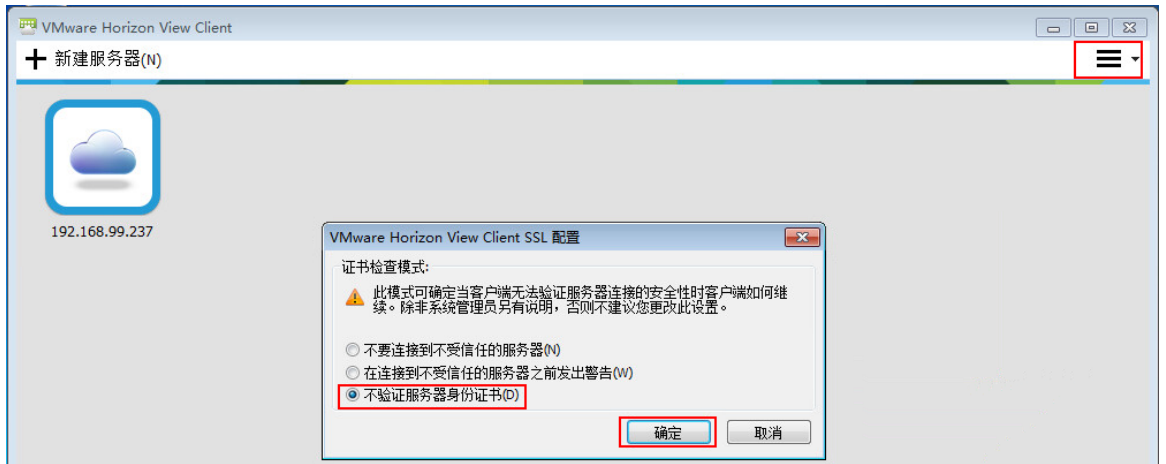 VMware Horizon View Client
新建服务器(N)
192.168.99.237
VMware Horizon View Client SSL 配置
证书检查模式:
此模式可确定当客户端无法验证服务器连接的安全性时客户端如何继
续。除非系统管理员另有说明，否则不建议您更改此设置。
不要连接到不受信任的服务器(N)
在连接到不受信任的服务器之前发出警告(W)
不验证服务器身份证书(D)
确定
取消